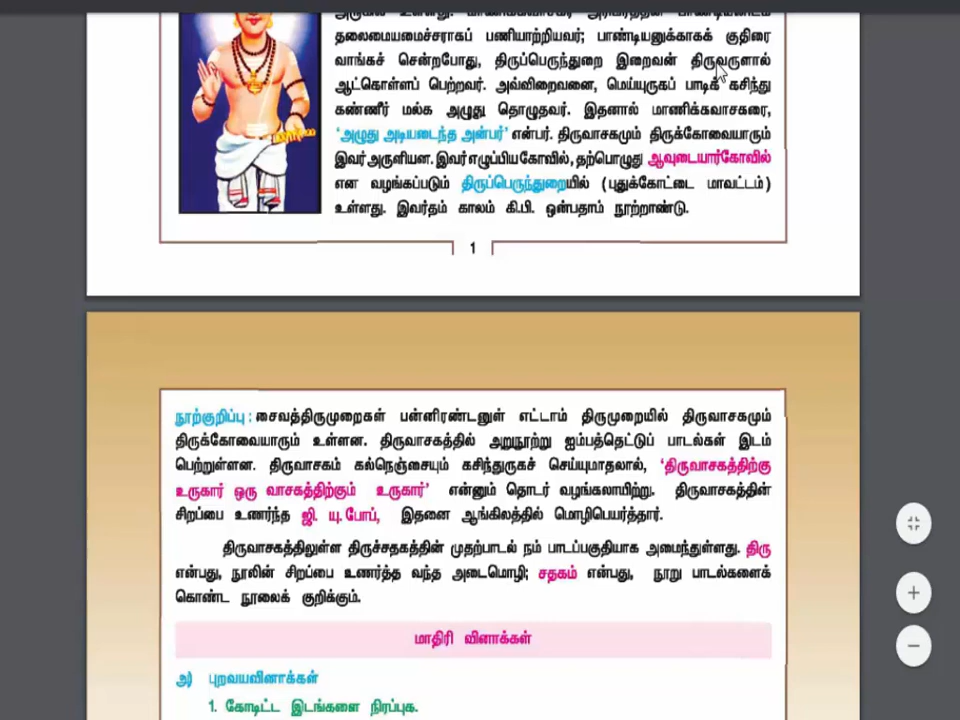 தலைமையமைச்சராகப் பணியாற்றியவர்; பாண்டியனுக்காகக் குதிரை
வாங்கச் சென்றபோது, திருப்பெருந்துறை இறைவன் திருவருளால்
ஆட்கொள்ளப் பெற்றவர். அவ்விறைவனை, மெய்யுருகப் பாடிக் கசிந்து
கண்ணீர் மல்க அழுது தொழுதவர். இதனால் மாணிக்கவாசகரை,
‘அழுது அடியடைந்த அன்பர்’ என்பர். திருவாசகமும் திருக்கோவையாரும்
இவர் அருளியன. இவர் எழுப்பிய கோவில், தற்பொழுது ஆவுடையார்கோவில்
என வழங்கப்படும் திருப்பெருந்துறையில் (புதுக்கோட்டை மாவட்டம்)
உள்ளது. இவர்தம் காலம் கி.பி. ஒன்பதாம் நூற்றாண்டு.
1
நூற்குறிப்பு : சைவத்திருமுறைகள் பன்னிரண்டனுள் எட்டாம் திருமுறையில் திருவாசகமும்
திருக்கோவையாரும் உள்ளன. திருவாசகத்தில் அறுநூற்று ஐம்பத்தெட்டுப் பாடல்கள் இடம்
பெற்றுள்ளன. திருவாசகம் கல்நெஞ்சையும் கசிந்துருகச் செய்யுமாதலால், ‘திருவாசகத்திற்கு
உருகார் ஒரு வாசகத்திற்கும் உருகார்’ என்னும் தொடர் வழங்கலாயிற்று. திருவாசகத்தின்
சிறப்பை உணர்ந்த ஜி. யு.போப், இதனை ஆங்கிலத்தில் மொழிபெயர்த்தார்.
திருவாசகத்திலுள்ள திருச்சதகத்தின் முதற்பாடல் நம் பாடப்பகுதியாக அமைந்துள்ளது. திரு
என்பது, நூலின் சிறப்பை உணர்த்த வந்த அடைமொழி; சதகம் என்பது, நூறு பாடல்களைக்
கொண்ட நூலைக் குறிக்கும்.
மாதிரி வினாக்கள்
அ) புறவயவினாக்கள்
1. கோடிட்ட இடங்களை நிரப்புக.